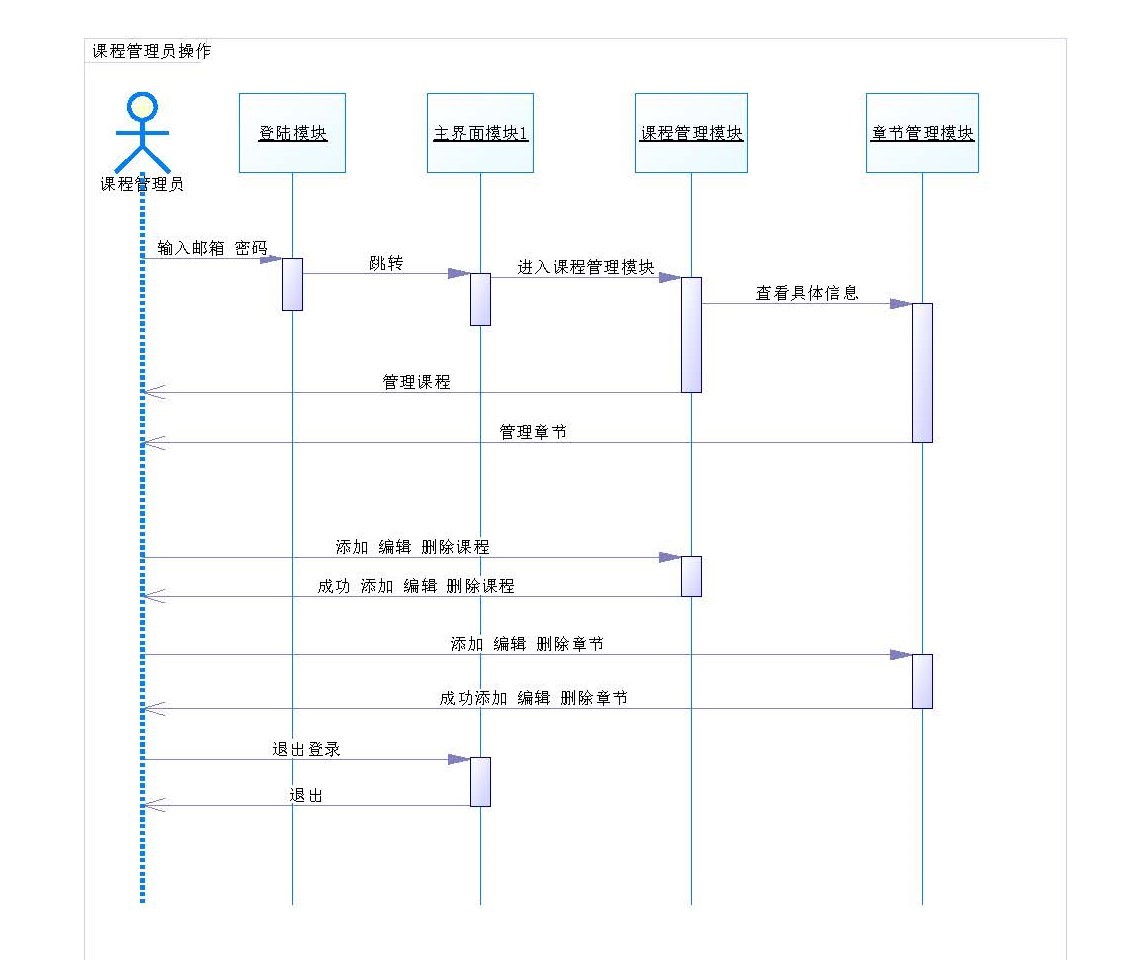 课程管理员操作
登陆模块
主界面模块1
课程管理模块
章节管理模块
课程管理员
输入邮箱 密码
跳转
进入课程管理模块
查看具体信息
管理课程
管理章节
添加 编辑 删除课程
成功 添加 编辑 删除课程
添加 编辑 删除章节
成功添加 编辑 删除章节
退出登录
退出